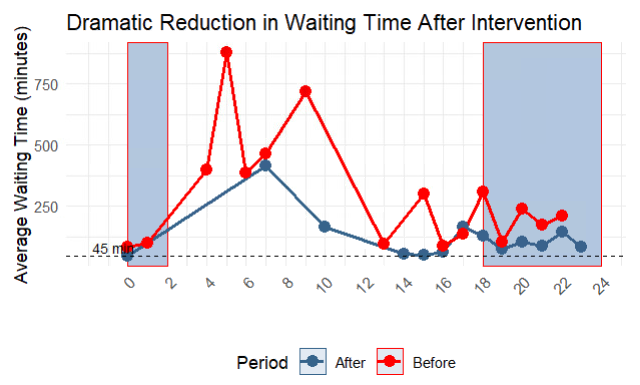 Dramatic Reduction in Waiting Time After Intervention
Average Waiting Time (minutes)
750
500
250
45 min
0 2 4 6 8 10 12 14 16 18 20 22 24
Period After Before